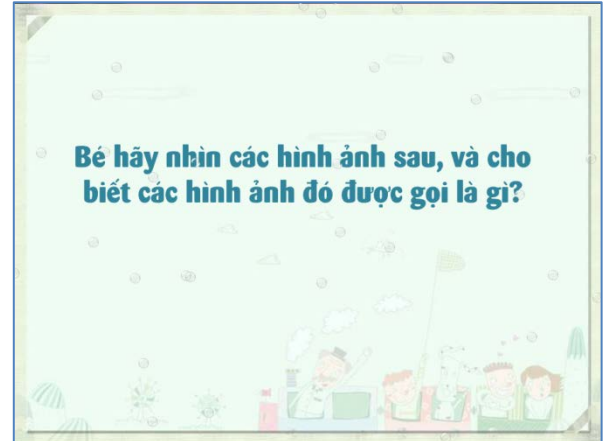 Bé hãy nhìn các hình ảnh sau, và cho
biết các hình ảnh đó được gọi là gì?